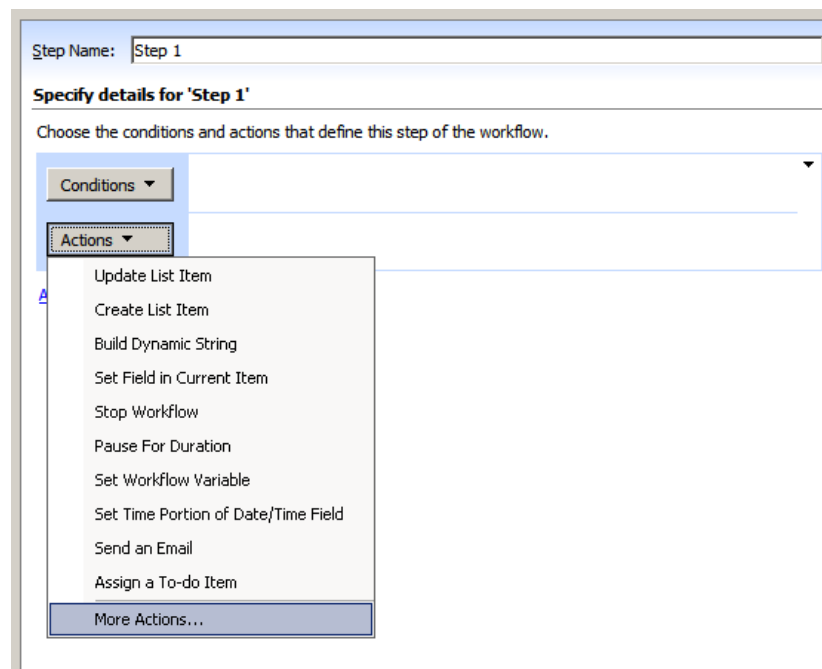 Step Name: Step 1
Specify details for 'Step 1'
Choose the conditions and actions that define this step of the workflow.
Conditions
Actions
Update List Item
Create List Item
Build Dynamic String
Set Field in Current Item
Stop Workflow
Pause For Duration
Set Workflow Variable
Set Time Portion of Date/Time Field
Send an Email
Assign a To-do Item
More Actions...